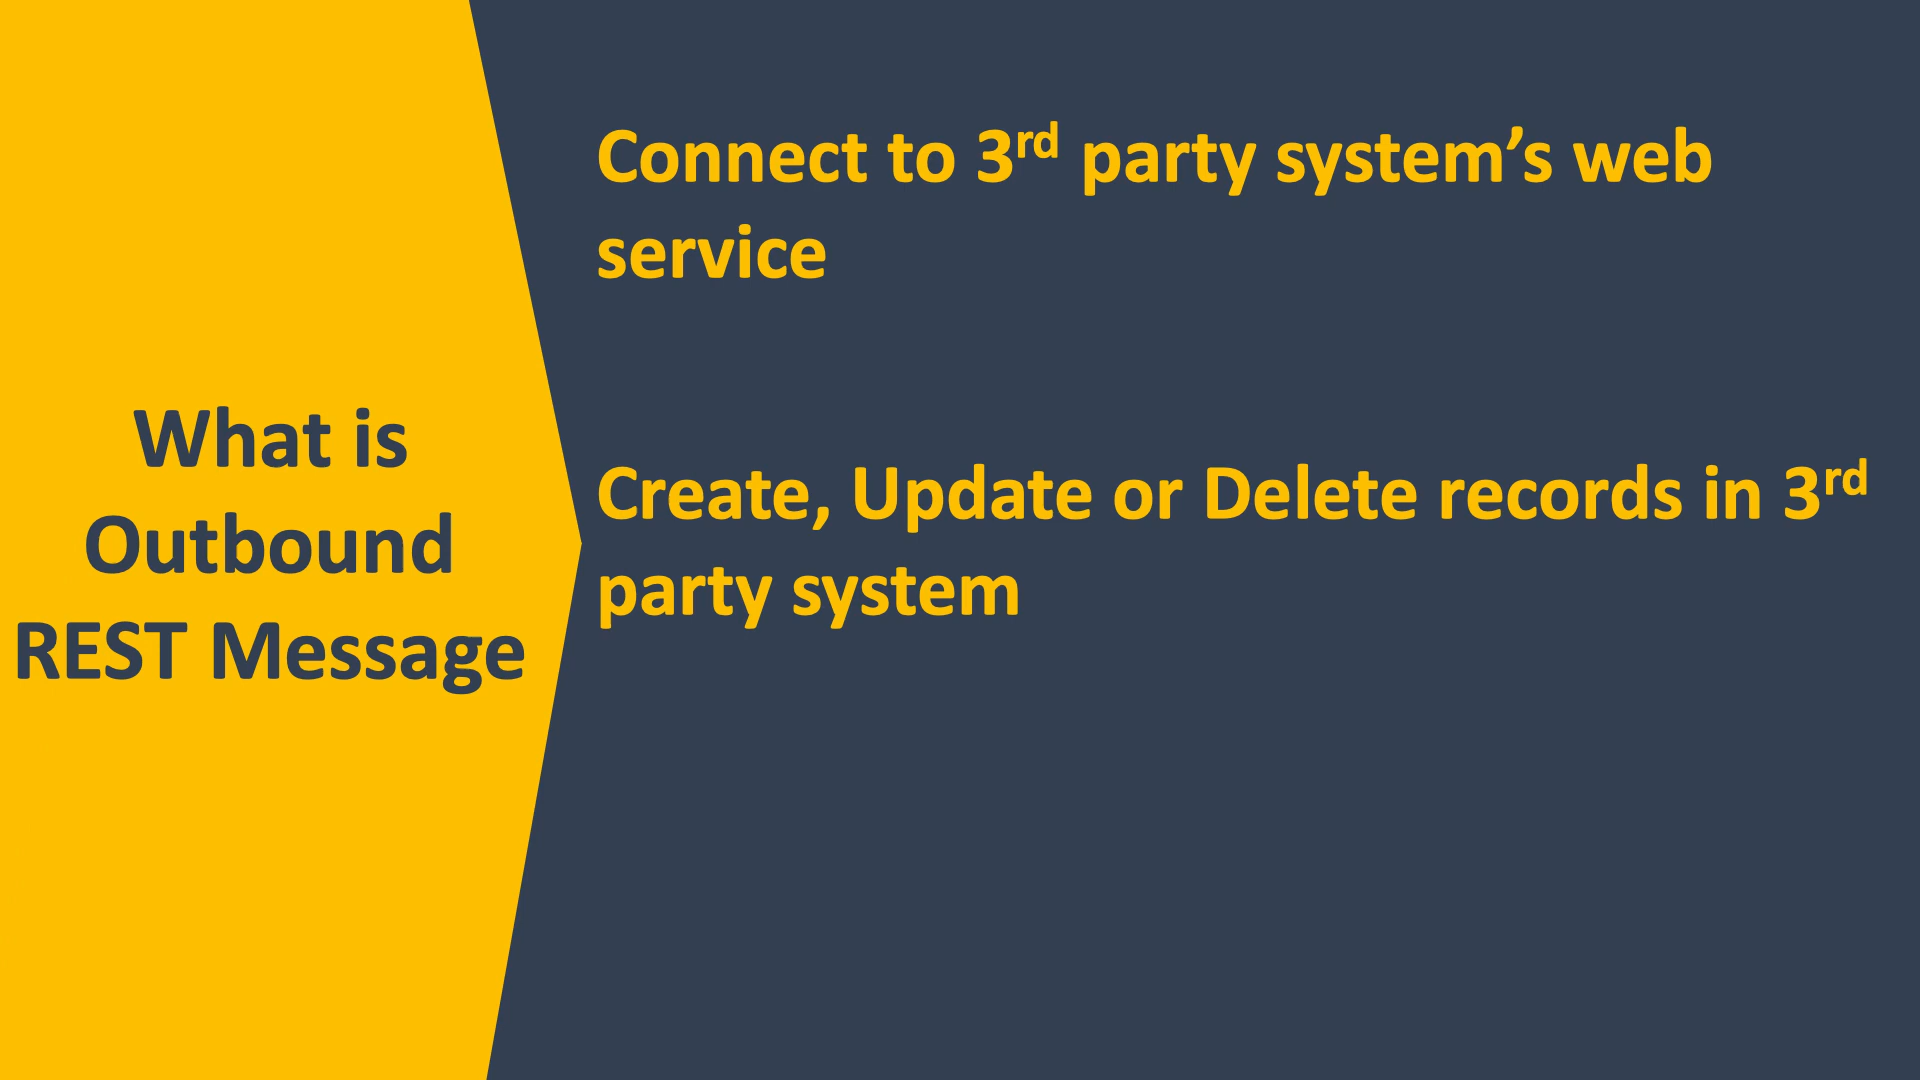 What is
Outbound
REST Message
Connect to 3rd party system’s web
service
Create, Update or Delete records in 3rd
party system